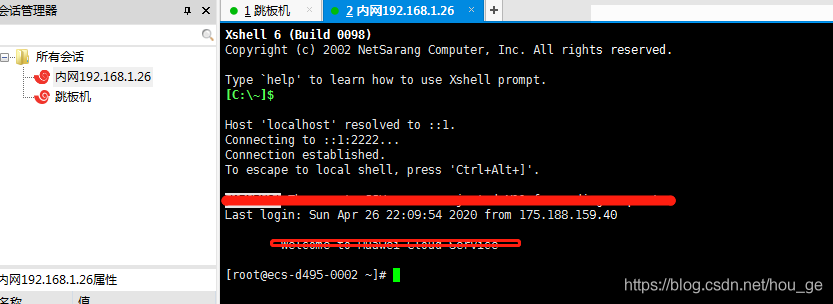 会话管理器
所有会话
内网192.168.1.26
跳板机
内网192.168.1.26属性
名称 值
1 跳板机 × 2 内网192.168.1.26 × +
Xshell 6 (Build 0098)
Copyright (c) 2002 NetSarang Computer, Inc. All rights reserved.
Type `help' to learn how to use Xshell prompt.
[C:\~]$
Host 'localhost' resolved to ::1.
Connecting to ::1:2222...
Connection established.
To escape to local shell, press 'Ctrl+Alt+]'.
Last login: Sun Apr 26 22:09:54 2020 from 175.188.159.40
Welcome to Huawei Cloud Service
[root@ecs-d495-0002 ~]#
https://blog.csdn.net/hou_ge